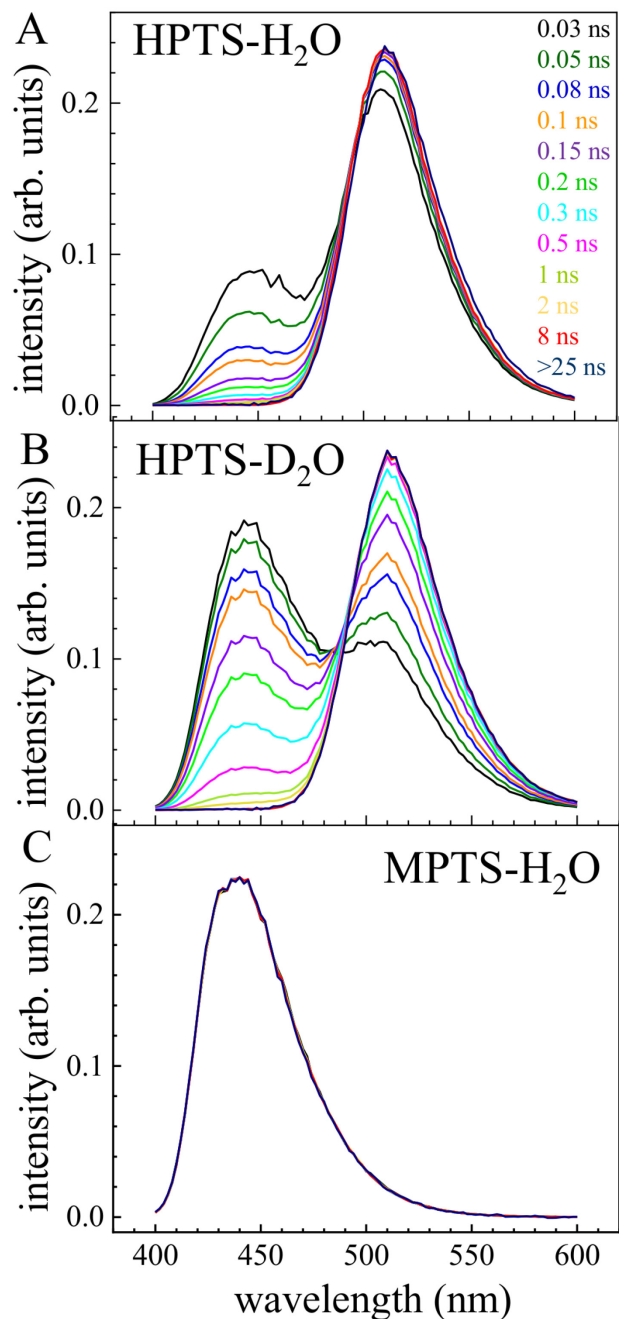 A
HPTS-H₂O
0.03 ns
0.05 ns
0.08 ns
0.1 ns
0.15 ns
0.2 ns
0.3 ns
0.5 ns
1 ns
2 ns
8 ns
>25 ns
intensity (arb. units)
0.2
0.1
0.0
B
HPTS-D₂O
intensity (arb. units)
0.2
0.1
0.0
C
MPTS-H₂O
intensity (arb. units)
0.2
0.1
0.0
400 450 500 550 600
wavelength (nm)